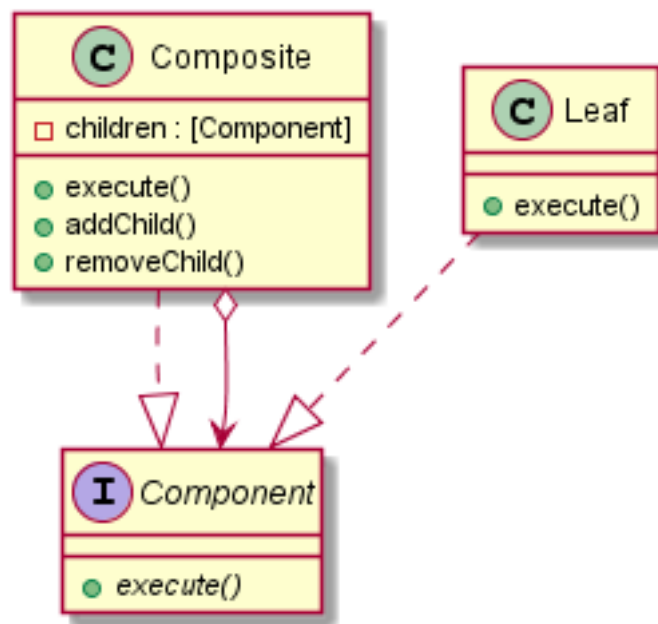 C Composite
children : [Component]
execute()
addChild()
removeChild()
C Leaf
execute()
I Component
execute()